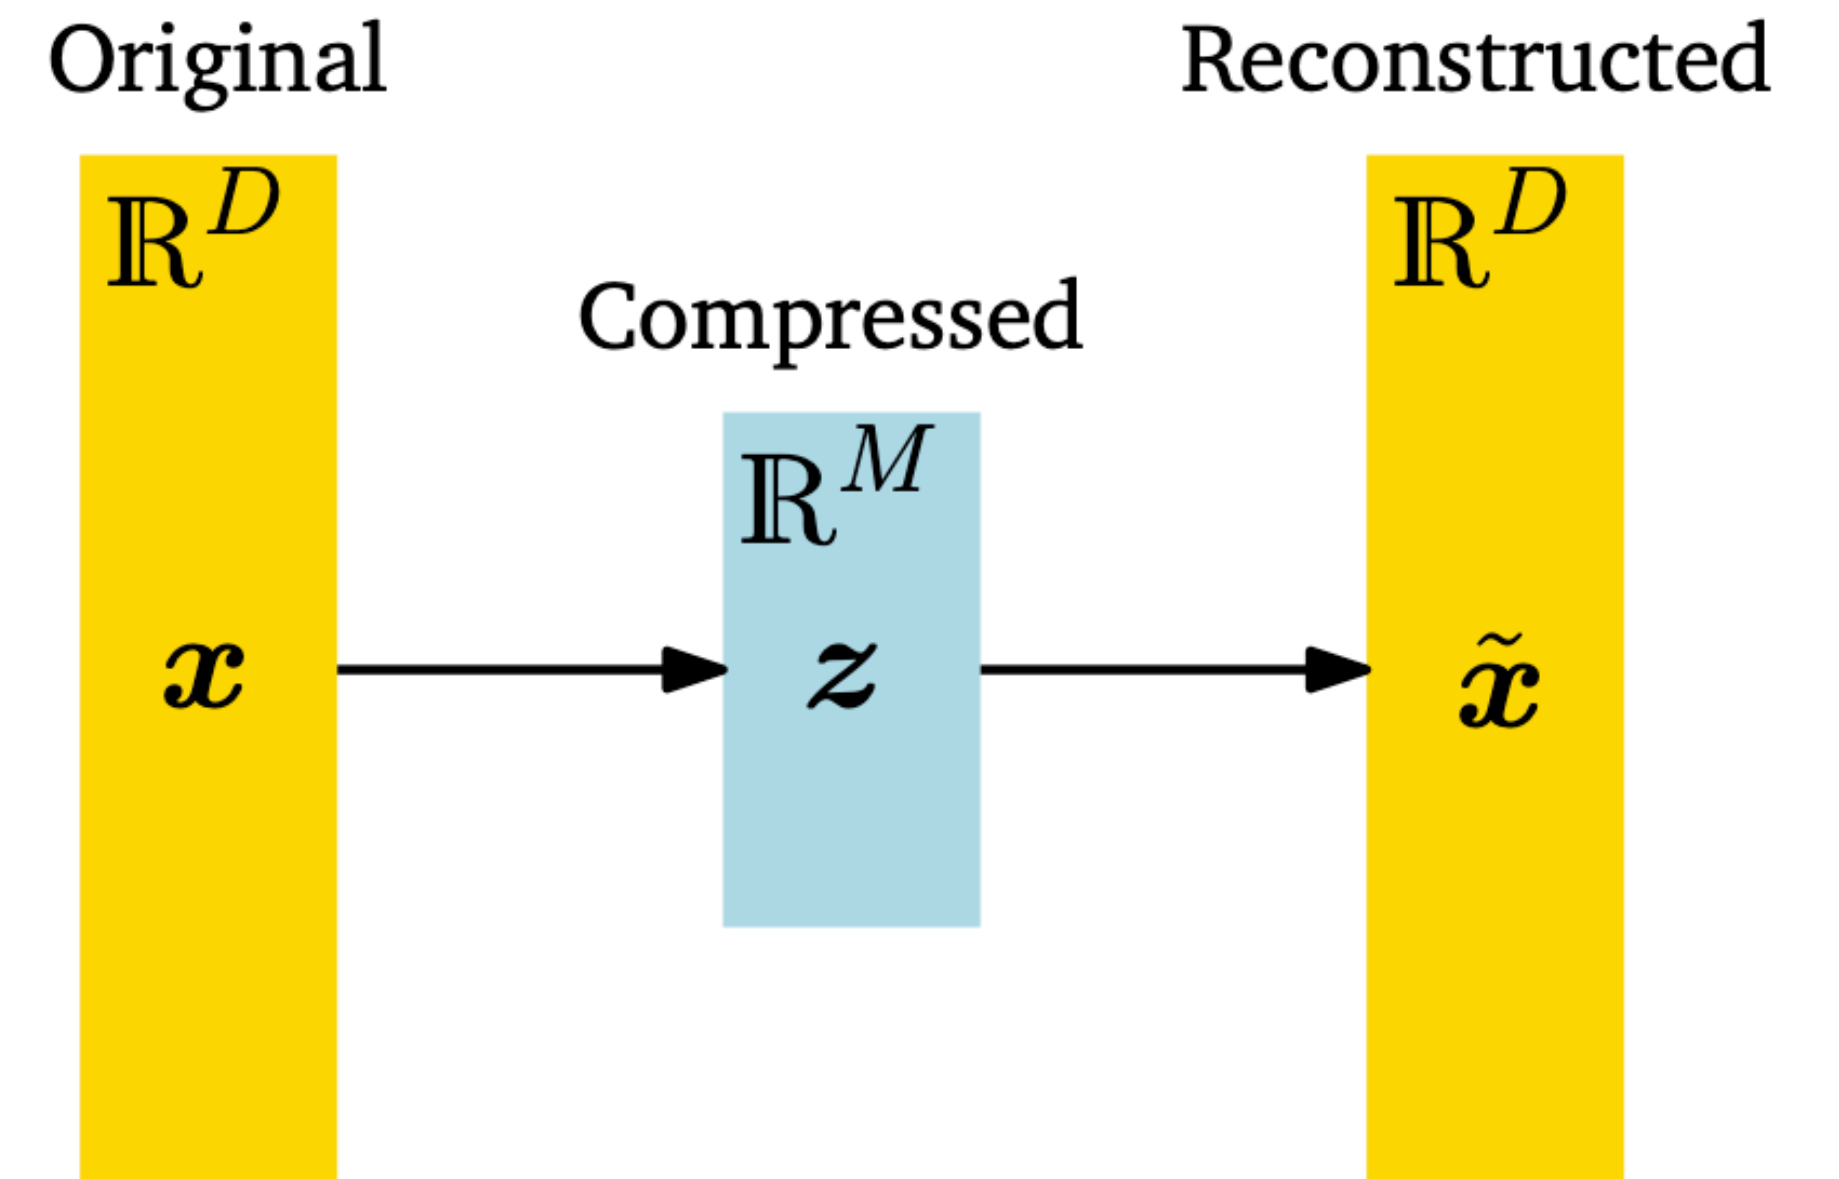 Original
Reconstructed
ℝ^D
ℝ^D
Compressed
ℝ^M
x
z
x̃